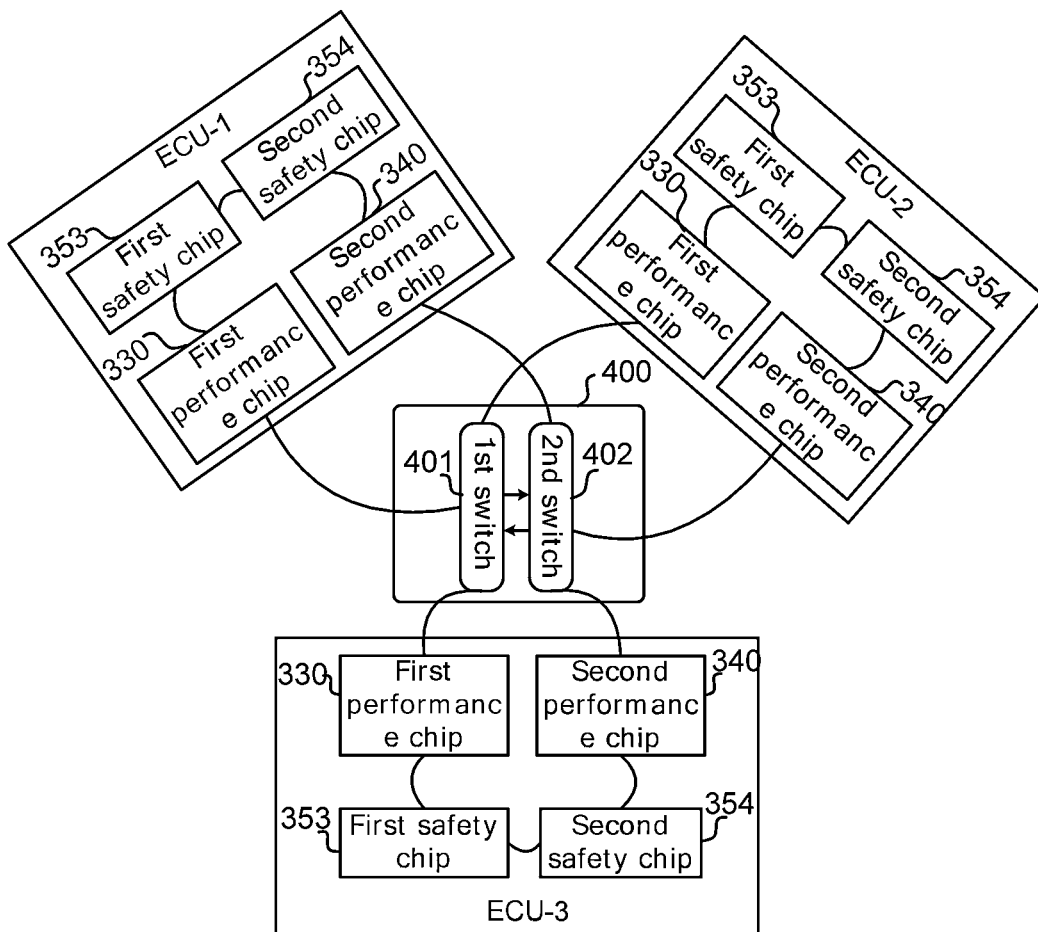 ECU-1
354
Second
safety chip
353
First
safety chip
340
Second
performanc
e chip
330
First
performanc
e chip
ECU-2
353
First
safety chip
330
First
performanc
e chip
354
Second
safety chip
340
Second
performanc
e chip
400
401
1st switch
2nd switch
402
330
First
performanc
e chip
Second
performanc
e chip
340
353
First safety
chip
Second
safety chip
354
ECU-3